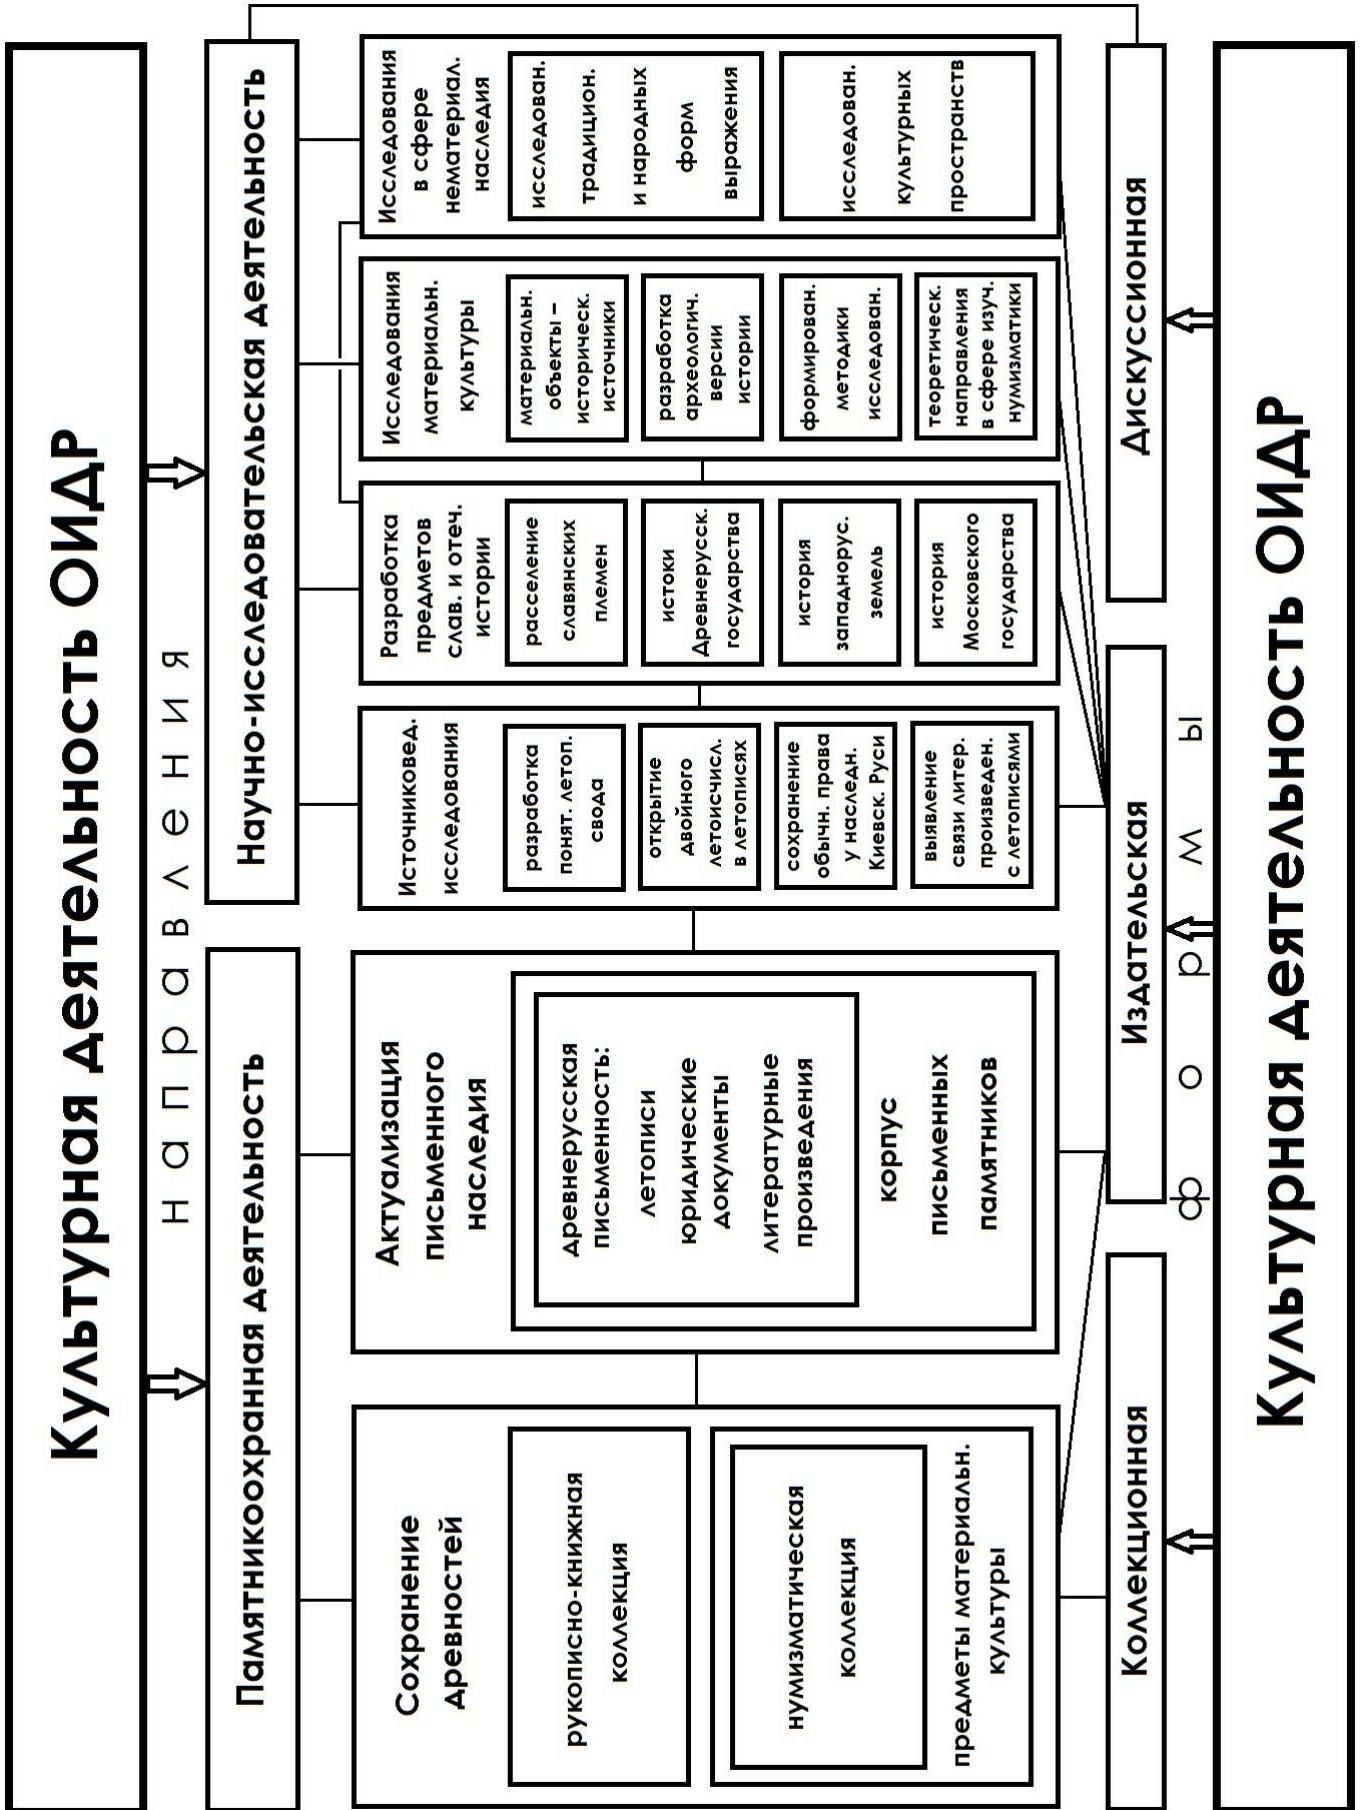 Культурная деятельность ОИДР
направления
Памятникоохранная деятельность
Научно-исследовательская деятельность
Сохранение
древностей
рукописно-книжная
коллекция
нумизматическая
коллекция
предметы материальн.
культуры
Актуализация
письменного
наследия
древнерусская
письменность:
летописи
юридические
документы
литературные
произведения
корпус
письменных
памятников
Источниковед.
исследования
разработка
понят. летоп.
свода
открытие
двойного
летоисчисл.
в летописях
сохранение
обычн. права
у наследн.
Киевск. Руси
выявление
связи литер.
произведен.
с летописями
Разработка
предметов
слав. и отеч.
истории
расселение
славянских
племен
истоки
Древнерусск.
государства
история
западнорус.
земель
история
Московского
государства
Исследования
материальн.
культуры
материальн.
объекты –
историческ.
источники
разработка
археологич.
версии
истории
формирован.
методики
исследован.
теоретическ.
направления
в сфере изуч.
нумизматики
Исследования
в сфере
нематериал.
наследия
исследован.
традицион.
и народных
форм
выражения
исследован.
культурных
пространств
Коллекционная
Издательская
Дискуссионная
формы
Культурная деятельность ОИДР